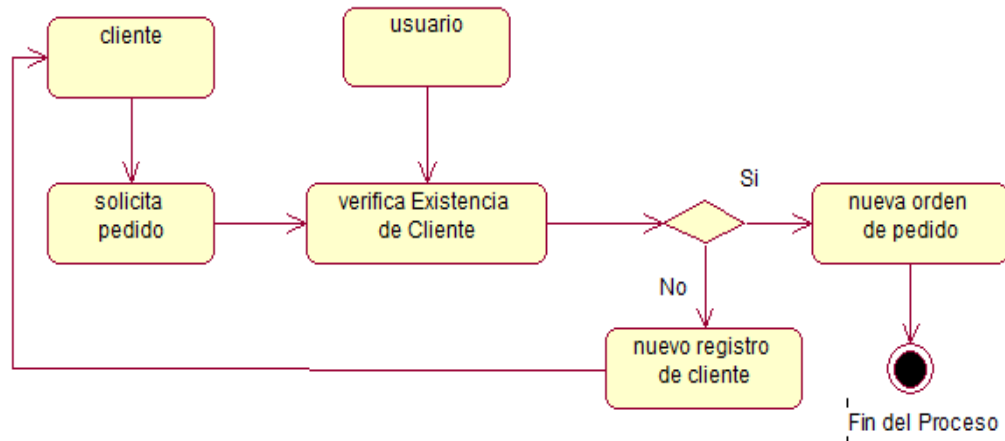 cliente
usuario
solicita
pedido
verifica Existencia
de Cliente
Si
nueva orden
de pedido
No
nuevo registro
de cliente
Fin del Proceso